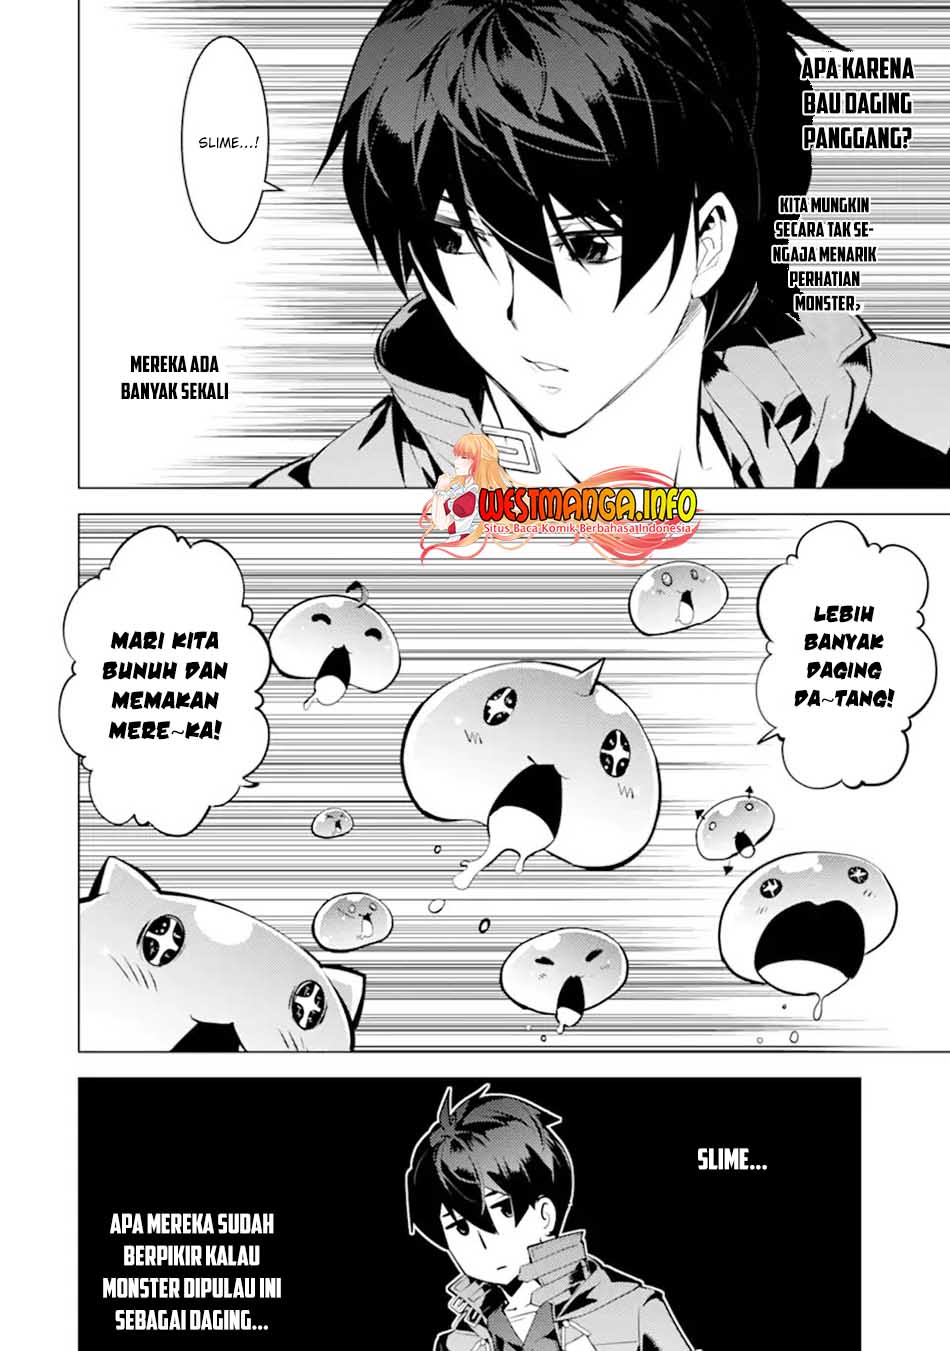 APA KARENA
BAU DAGING
PANGGANG?
KITA MUNGKIN
SECARA TAK SE-
NGAJA MENARIK
PERHATIAN
MONSTER,
SLIME...!
MEREKA ADA
BANYAK SEKALI
WESTMANGA.INFO
Situs Baca Komik Berbahasa Indonesia
LEBIH
BANYAK
DAGING
DA~TANG!
MARI KITA
BUNUH DAN
MEMAKAN
MERE~KA!
SLIME...
APA MEREKA SUDAH
BERPIKIR KALAU
MONSTER DIPULAU INI
SEBAGAI DAGING...